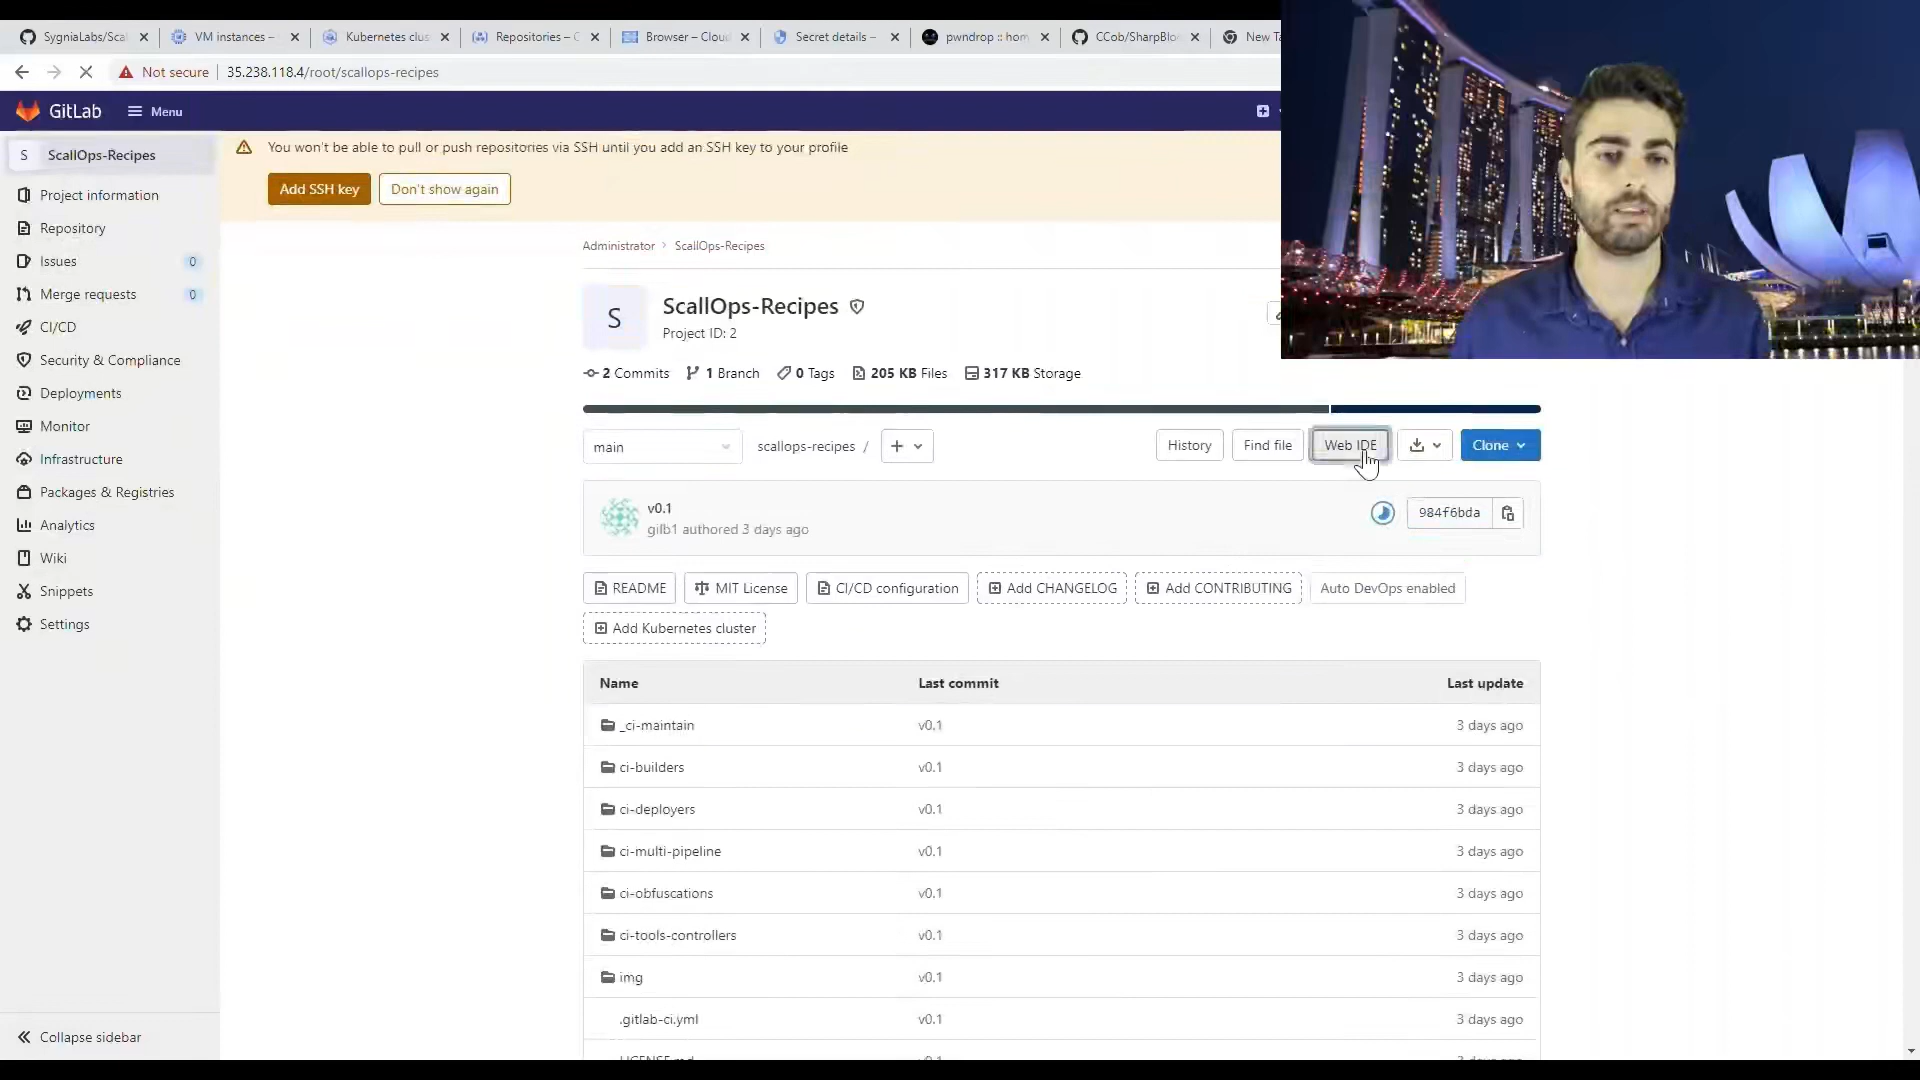 SygniaLabs/Sca
VM instances –
Kubernetes clus
Repositories – C
Browser – Cloud
Secret details –
pwndrop :: hom
CCob/SharpBlo
New Ta
Not secure
35.238.118.4/root/scallops-recipes
GitLab
Menu
S ScallOps-Recipes
Project information
Repository
Issues 0
Merge requests 0
CI/CD
Security & Compliance
Deployments
Monitor
Infrastructure
Packages & Registries
Analytics
Wiki
Snippets
Settings
Collapse sidebar
You won't be able to pull or push repositories via SSH until you add an SSH key to your profile
Add SSH key
Don't show again
Administrator > ScallOps-Recipes
S
ScallOps-Recipes
Project ID: 2
2 Commits 1 Branch 0 Tags 205 KB Files 317 KB Storage
main scallops-recipes / + History Find file Web IDE Clone
v0.1
gilb1 authored 3 days ago
984f6bda
README MIT License CI/CD configuration Add CHANGELOG Add CONTRIBUTING Auto DevOps enabled
Add Kubernetes cluster
Name Last commit Last update
_ci-maintain v0.1 3 days ago
ci-builders v0.1 3 days ago
ci-deployers v0.1 3 days ago
ci-multi-pipeline v0.1 3 days ago
ci-obfuscations v0.1 3 days ago
ci-tools-controllers v0.1 3 days ago
img v0.1 3 days ago
.gitlab-ci.yml v0.1 3 days ago
LICENSE.md v0.1 3 days ago